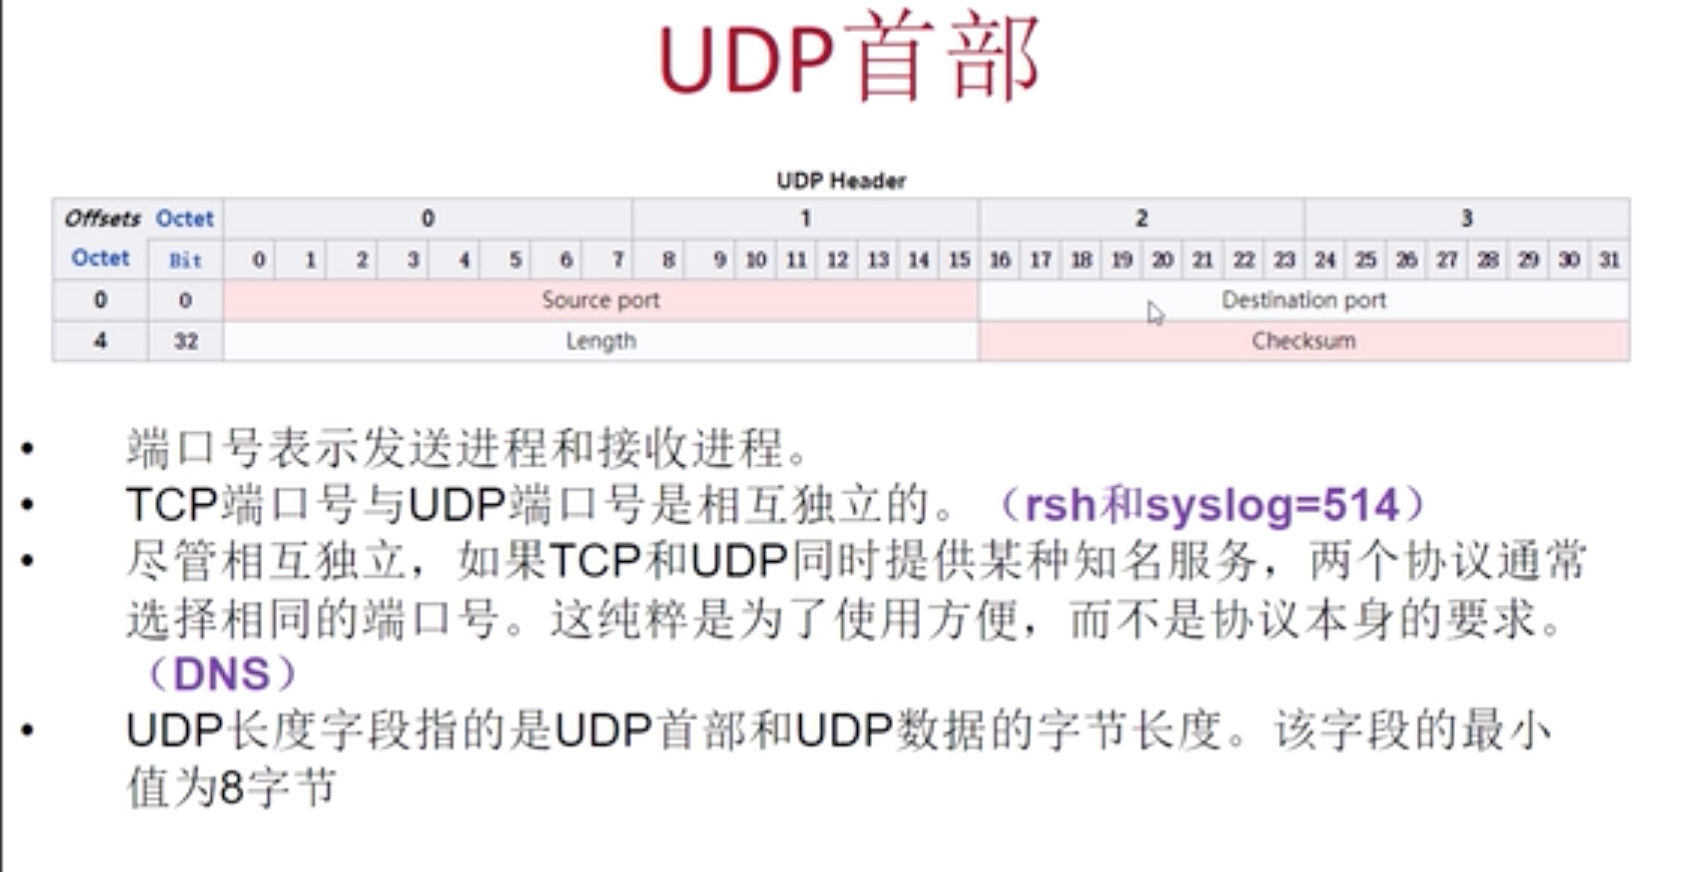 UDP首部
UDP Header
Offsets Octet 0 1 2 3
Octet Bit 0 1 2 3 4 5 6 7 8 9 10 11 12 13 14 15 16 17 18 19 20 21 22 23 24 25 26 27 28 29 30 31
0 0 Source port Destination port
4 32 Length Checksum
• 端口号表示发送进程和接收进程。
• TCP端口号与UDP端口号是相互独立的。（rsh和syslog=514）
• 尽管相互独立，如果TCP和UDP同时提供某种知名服务，两个协议通常
选择相同的端口号。这纯粹是为了使用方便，而不是协议本身的要求。
（DNS）
• UDP长度字段指的是UDP首部和UDP数据的字节长度。该字段的最小
值为8字节